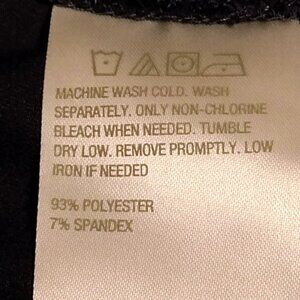 MACHINE WASH COLD. WASH
SEPARATELY. ONLY NON-CHLORINE
BLEACH WHEN NEEDED. TUMBLE
DRY LOW. REMOVE PROMPTLY. LOW
IRON IF NEEDED
93% POLYESTER
7% SPANDEX